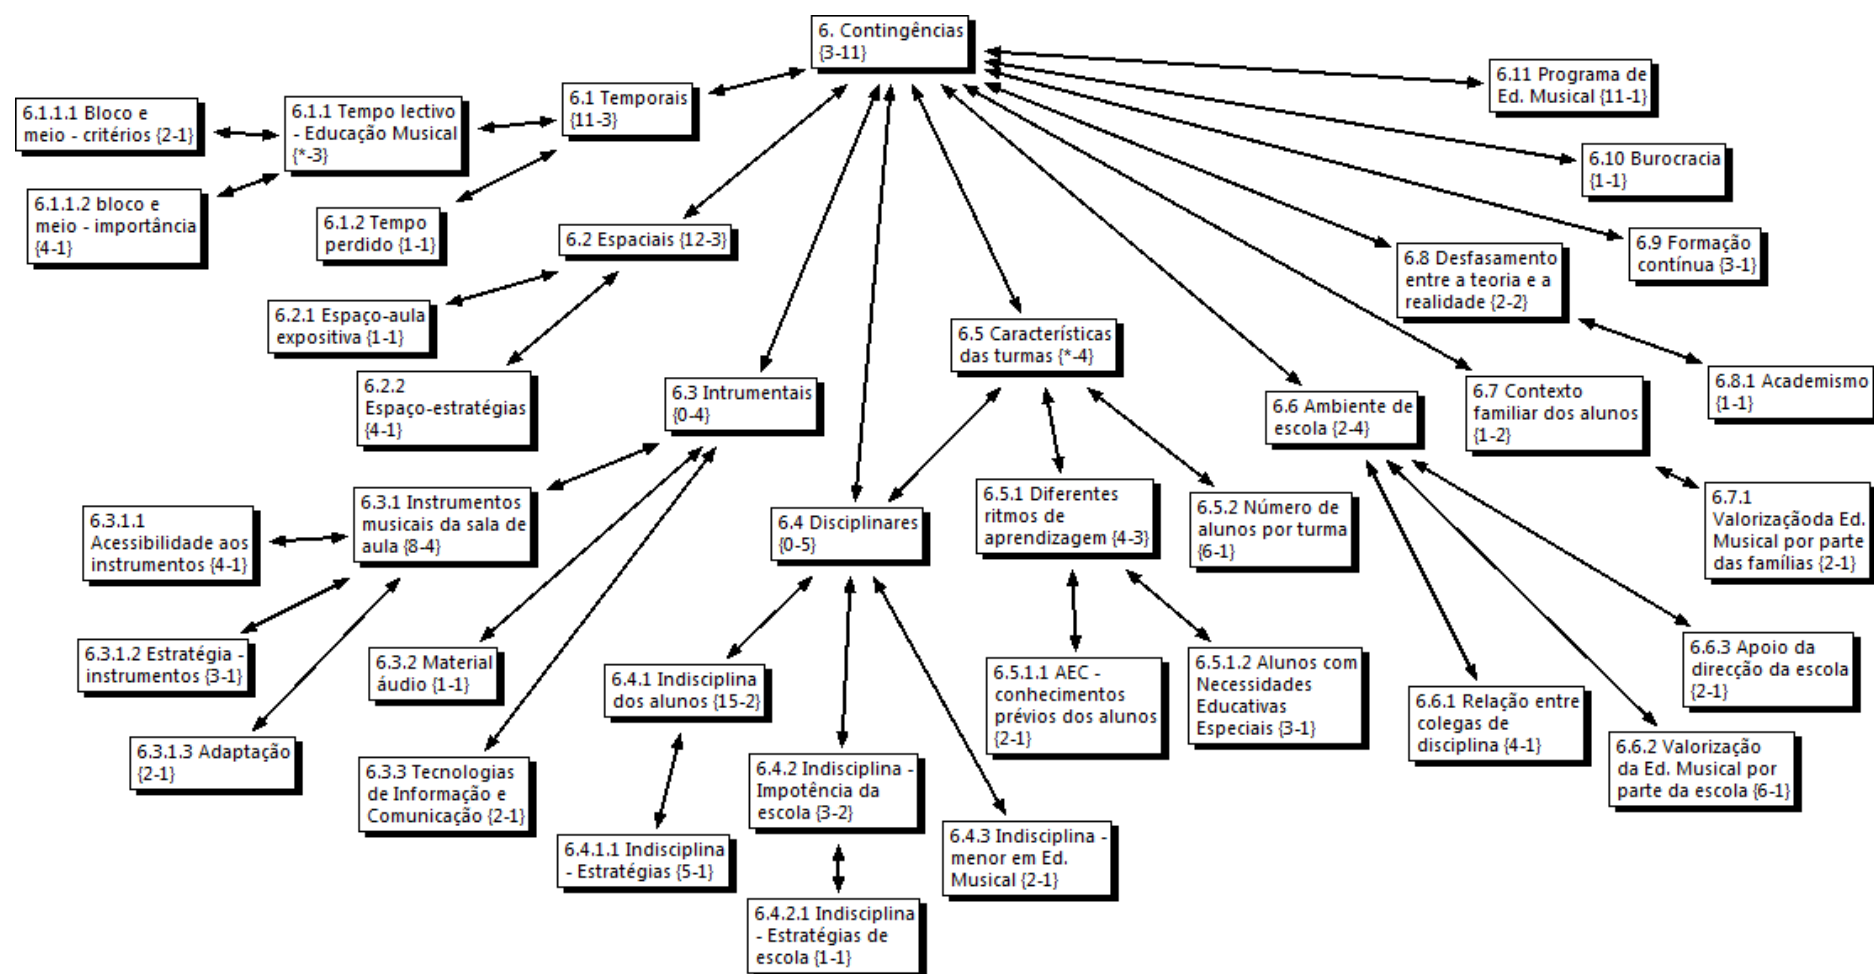 6. Contingências
{3-11}
6.11 Programa de
Ed. Musical {11-1}
6.1 Temporais
{11-3}
6.1.1 Tempo lectivo
- Educação Musical
{*-3}
6.1.1.1 Bloco e
meio - critérios {2-1}
6.10 Burocracia
{1-1}
6.1.1.2 bloco e
meio - importância
{4-1}
6.1.2 Tempo
perdido {1-1}
6.2 Espaciais {12-3}
6.9 Formação
contínua {3-1}
6.8 Desfasamento
entre a teoria e a
realidade {2-2}
6.2.1 Espaço-aula
expositiva {1-1}
6.5 Características
das turmas {*-4}
6.2.2
Espaço-estratégias
{4-1}
6.3 Intrumentais
{0-4}
6.6 Ambiente de
escola {2-4}
6.7 Contexto
familiar dos alunos
{1-2}
6.8.1 Academismo
{1-1}
6.3.1.1
Acessibilidade aos
instrumentos {4-1}
6.3.1 Instrumentos
musicais da sala de
aula {8-4}
6.4 Disciplinares
{0-5}
6.5.1 Diferentes
ritmos de
aprendizagem {4-3}
6.5.2 Número de
alunos por turma
{6-1}
6.7.1
Valorizaçãoda Ed.
Musical por parte
das famílias {2-1}
6.3.1.2 Estratégia -
instrumentos {3-1}
6.3.2 Material
áudio {1-1}
6.4.1 Indisciplina
dos alunos {15-2}
6.5.1.1 AEC -
conhecimentos
prévios dos alunos
{2-1}
6.5.1.2 Alunos com
Necessidades
Educativas
Especiais {3-1}
6.6.3 Apoio da
direcção da escola
{2-1}
6.6.1 Relação entre
colegas de
disciplina {4-1}
6.3.1.3 Adaptação
{2-1}
6.3.3 Tecnologias
de Informação e
Comunicação {2-1}
6.4.2 Indisciplina -
Impotência da
escola {3-2}
6.6.2 Valorização
da Ed. Musical por
parte da escola {6-1}
6.4.1.1 Indisciplina
- Estratégias {5-1}
6.4.3 Indisciplina -
menor em Ed.
Musical {2-1}
6.4.2.1 Indisciplina
- Estratégias de
escola {1-1}